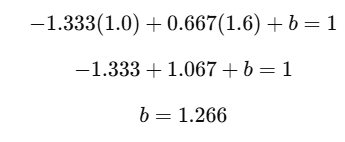 −1.333(1.0) + 0.667(1.6) + b = 1
−1.333 + 1.067 + b = 1
b = 1.266